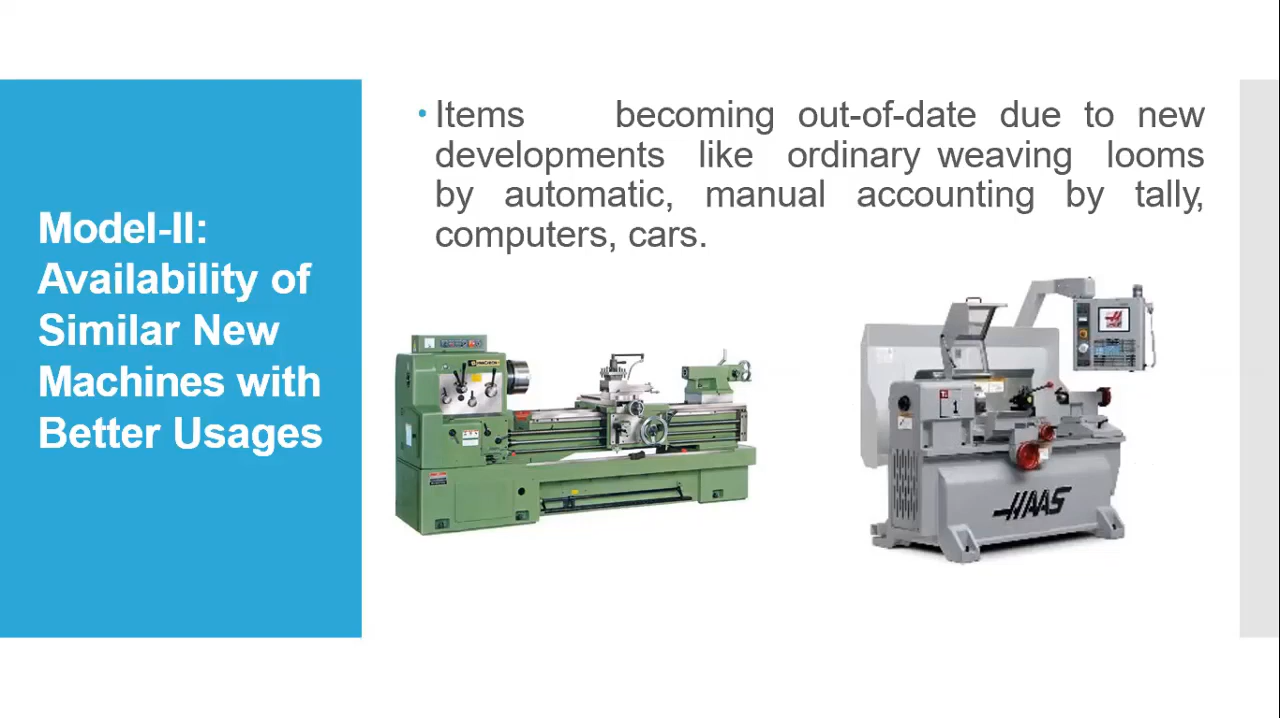 Model-II:
Availability of
Similar New
Machines with
Better Usages
• Items becoming out-of-date due to new
developments like ordinary weaving looms
by automatic, manual accounting by tally,
computers, cars.
HAAS
1